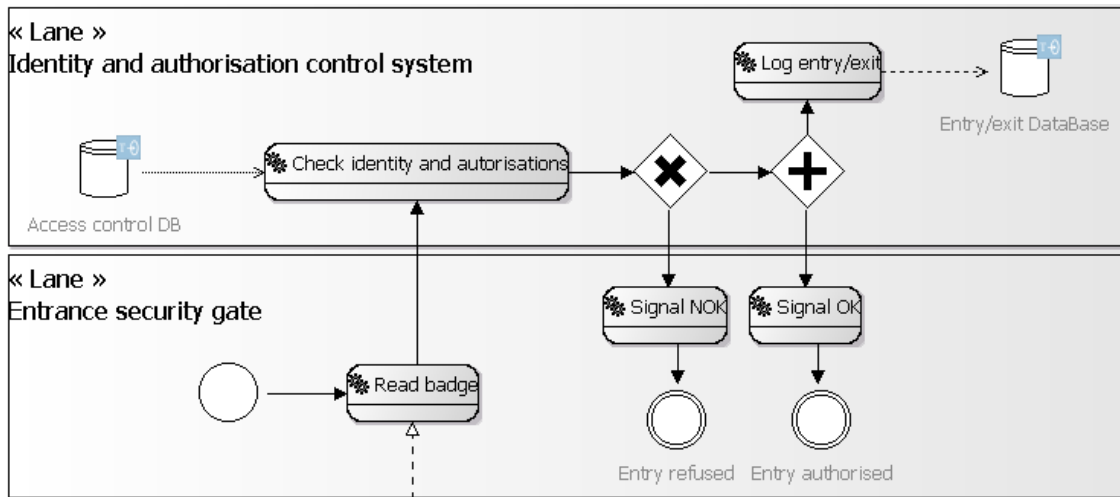 « Lane »
Identity and authorisation control system
Log entry/exit
Entry/exit DataBase
Check identity and autorisations
Access control DB
« Lane »
Entrance security gate
Signal NOK
Signal OK
Read badge
Entry refused
Entry authorised